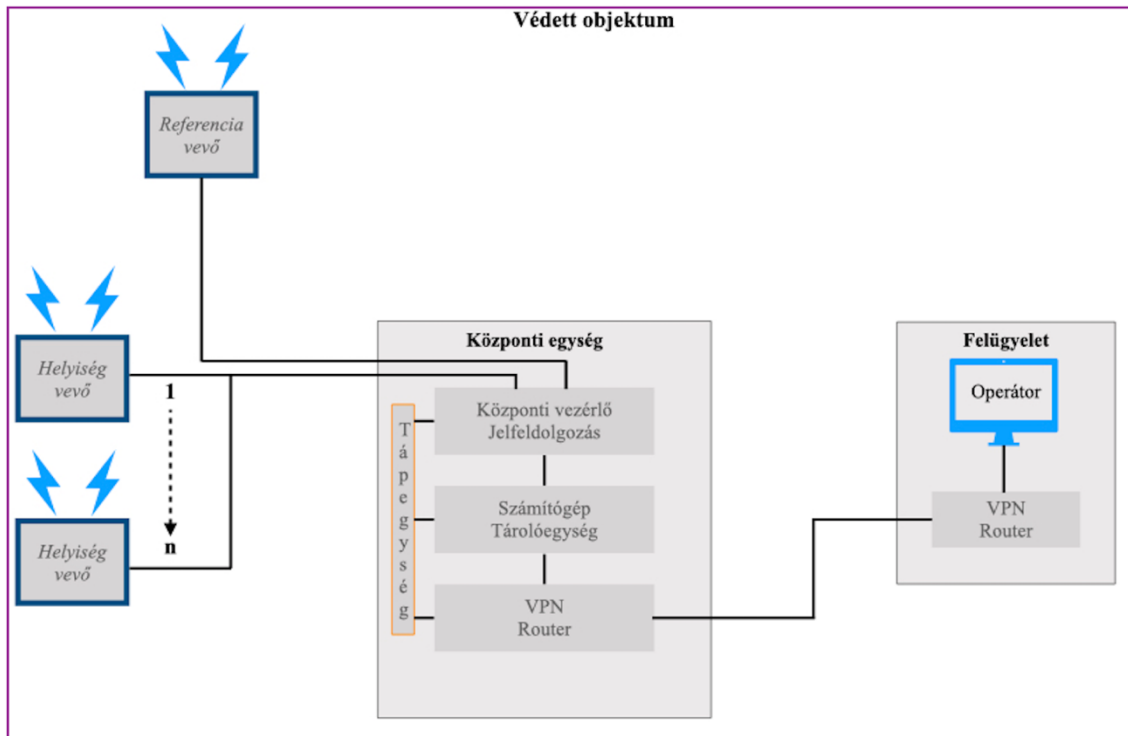 Védett objektum
Referencia
vevő
Helyiség
vevő
1
n
Helyiség
vevő
Központi egység
Központi vezérlő
Jelfeldolgozás
Tápegység
Számítógép
Tárolóegység
VPN
Router
Felügyelet
Operátor
VPN
Router